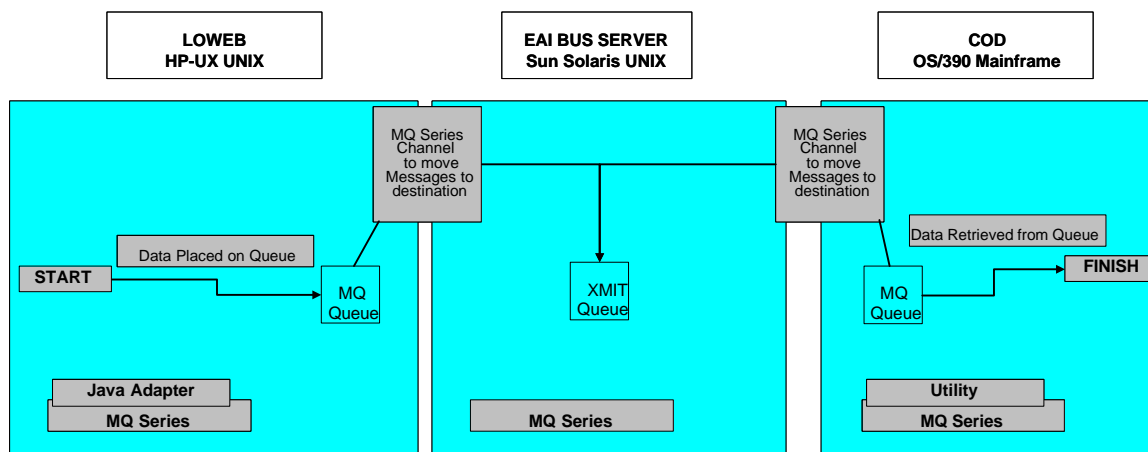 LOWEB
HP-UX UNIX
EAI BUS SERVER
Sun Solaris UNIX
COD
OS/390 Mainframe
MQ Series
Channel
to move
Messages to
destination
MQ Series
Channel
to move
Messages to
destination
Data Placed on Queue
Data Retrieved from Queue
START
MQ
Queue
XMIT
Queue
MQ
Queue
FINISH
Java Adapter
MQ Series
MQ Series
Utility
MQ Series